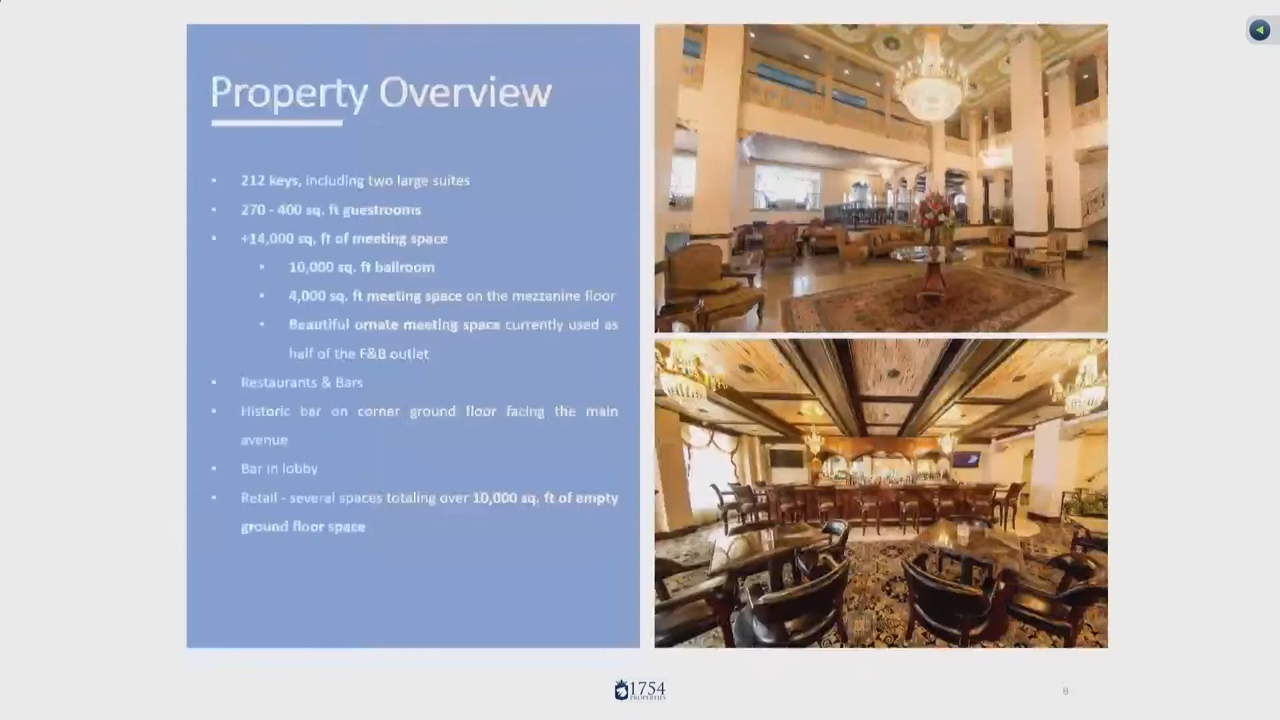 Property Overview
• 212 keys, including two large suites
• 270 - 400 sq. ft guestrooms
• +14,000 sq. ft of meeting space
• 10,000 sq. ft ballroom
• 4,000 sq. ft meeting space on the mezzanine floor
• Beautiful ornate meeting space currently used as
half of the F&B outlet
• Restaurants & Bars
• Historic bar on corner ground floor facing the main
avenue
• Bar in lobby
• Retail - several spaces totaling over 10,000 sq. ft of empty
ground floor space
1754
PROPERTIES
8